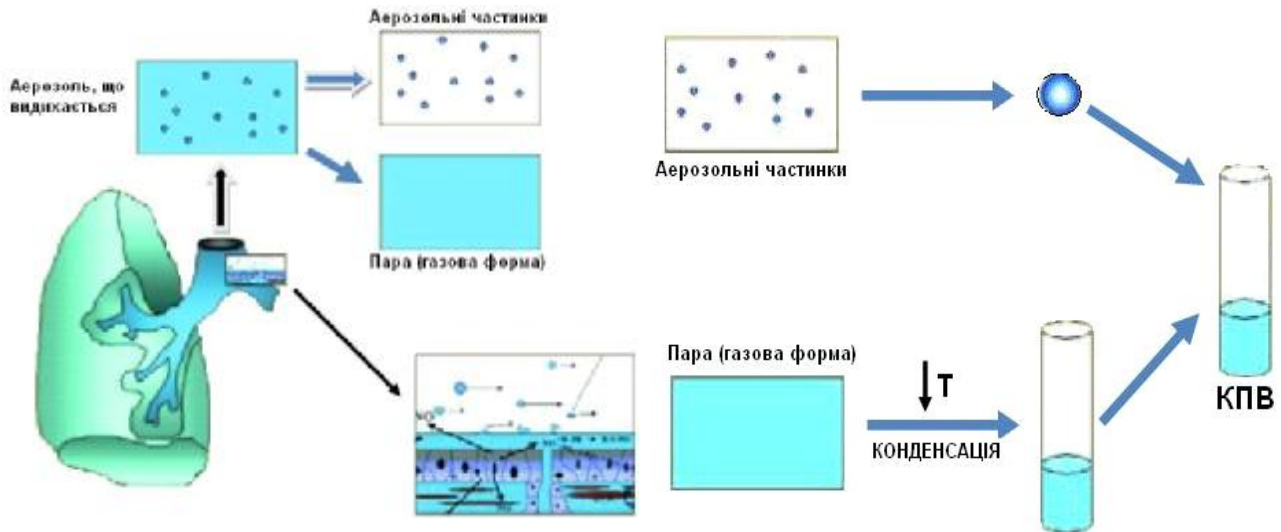 Аерозольні частинки
Аерозоль, що
видихається
Пара (газова форма)
Аерозольні частинки
Пара (газова форма)
Т
КОНДЕНСАЦІЯ
КПВ